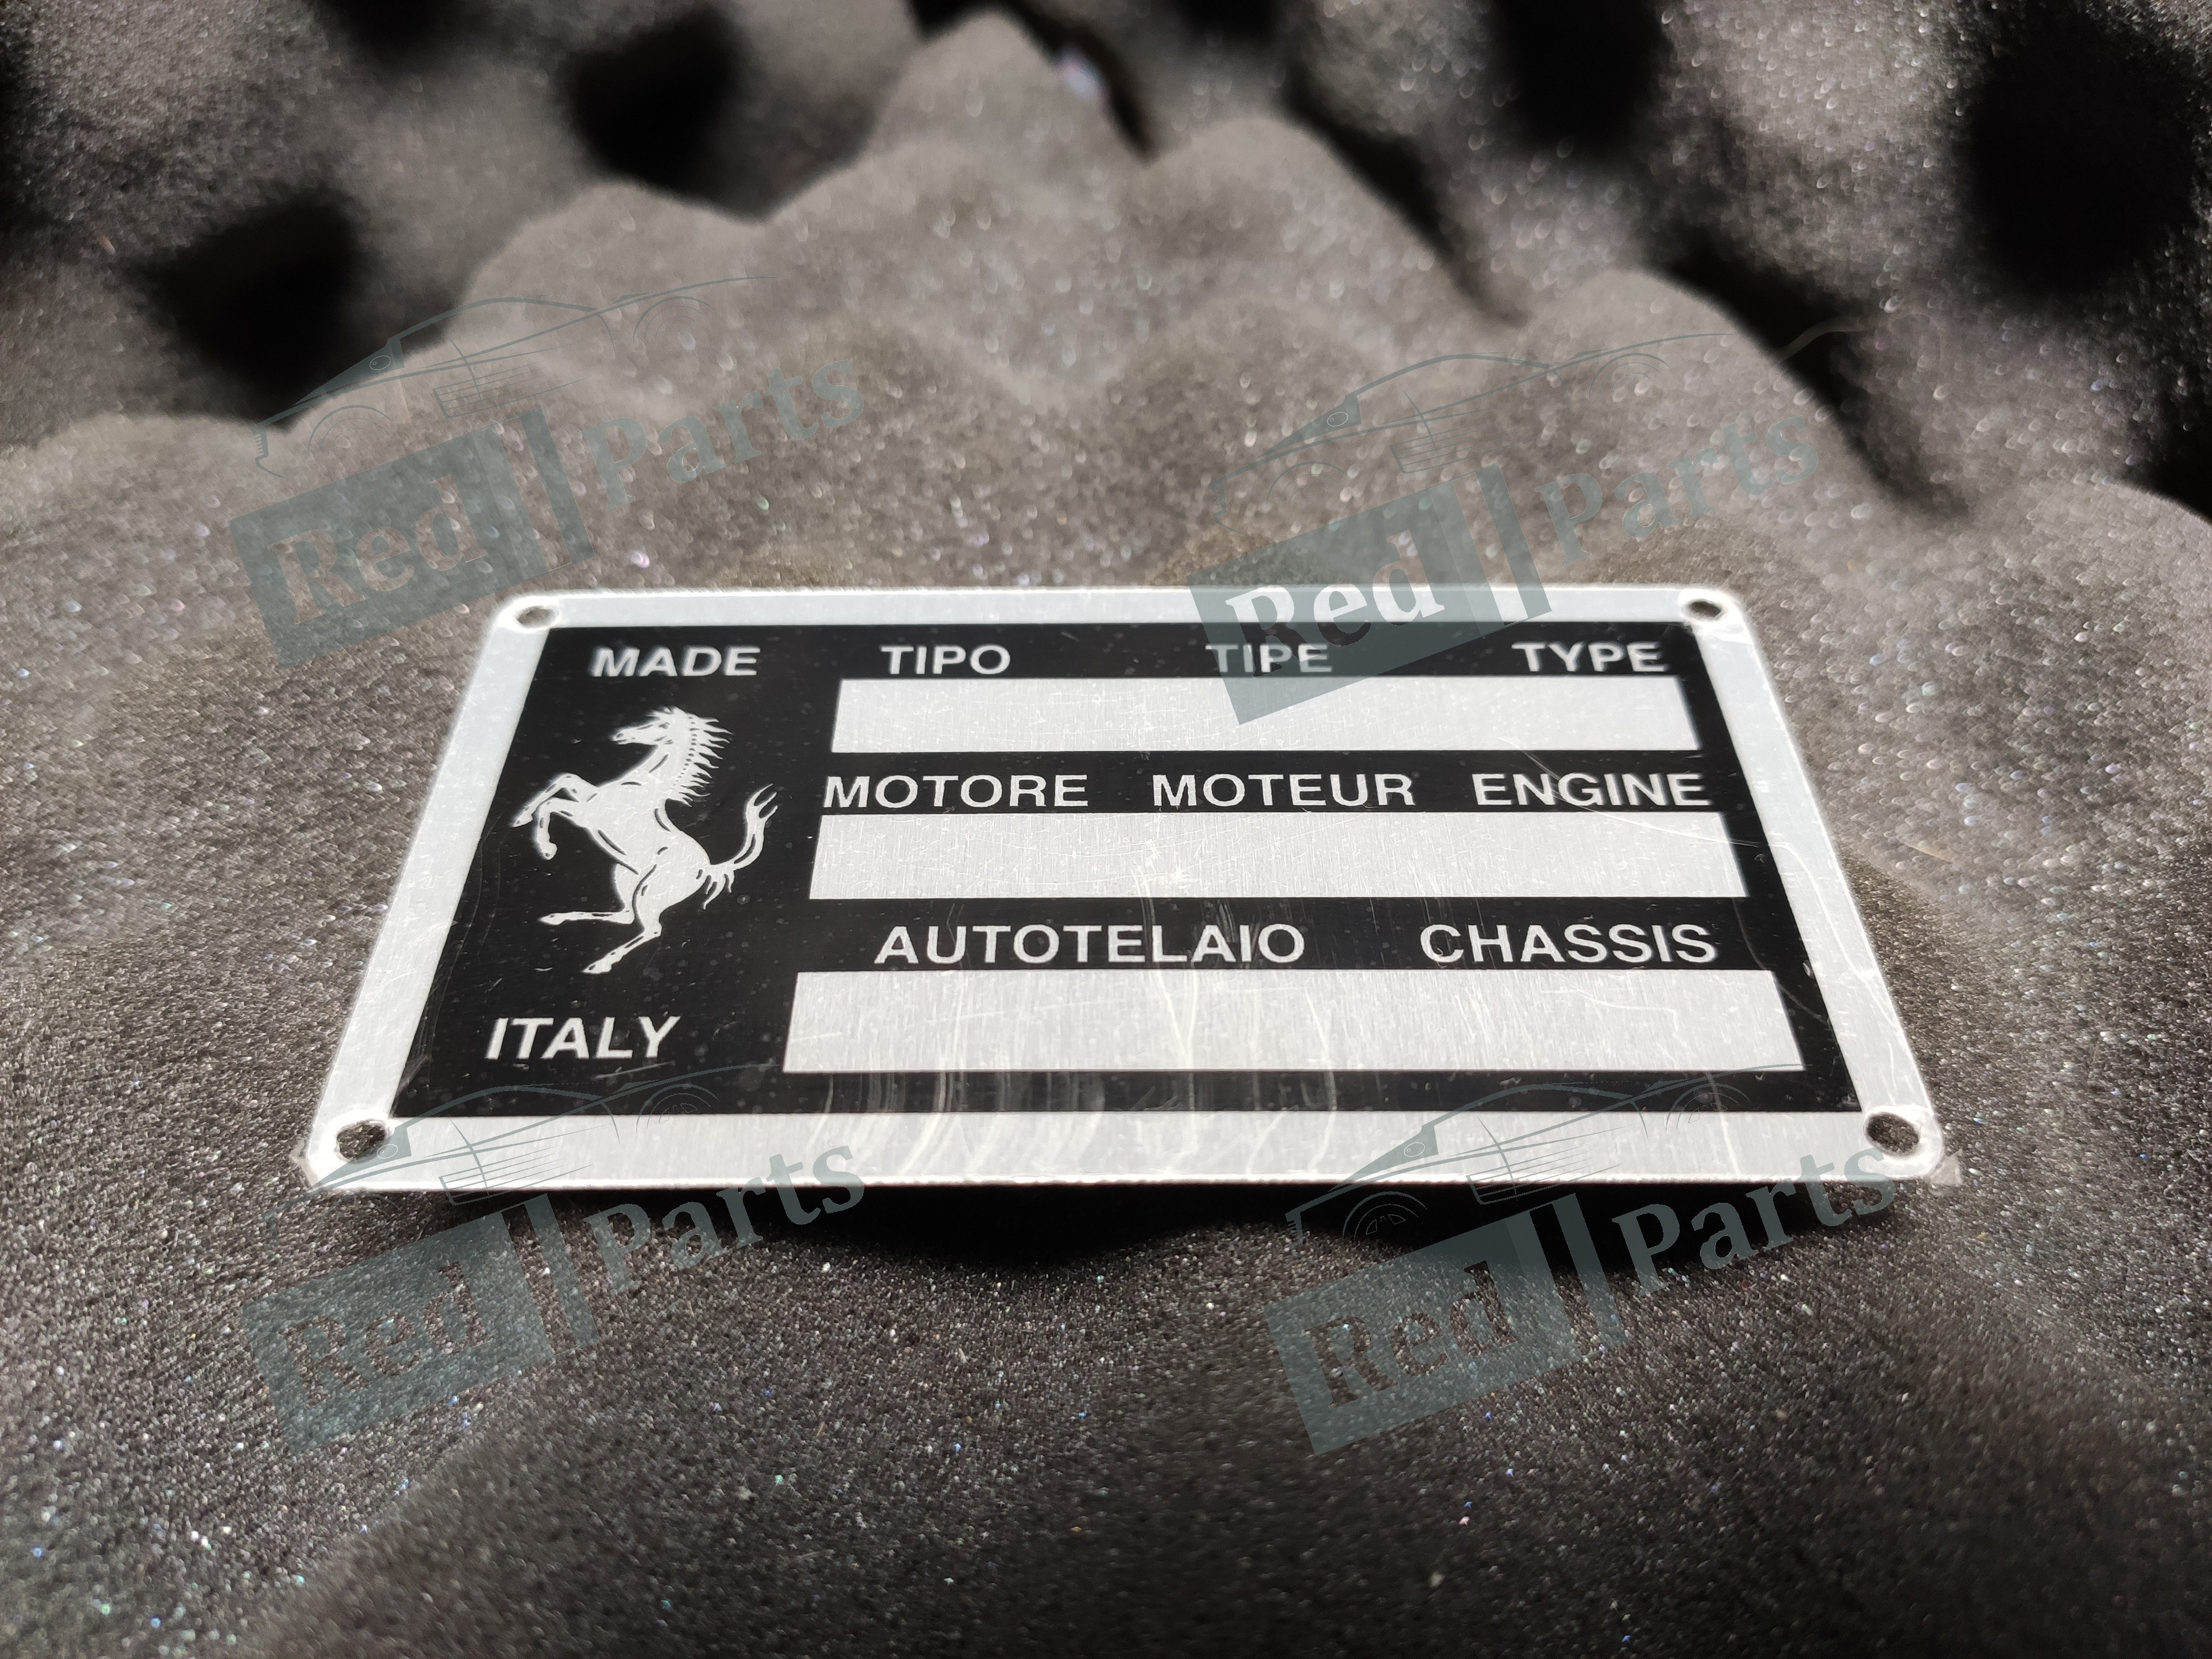 Red Parts
Red Parts
MADE TIPO TIPE TYPE
MOTORE MOTEUR ENGINE
AUTOTELAIO CHASSIS
ITALY
Red Parts
Red Parts